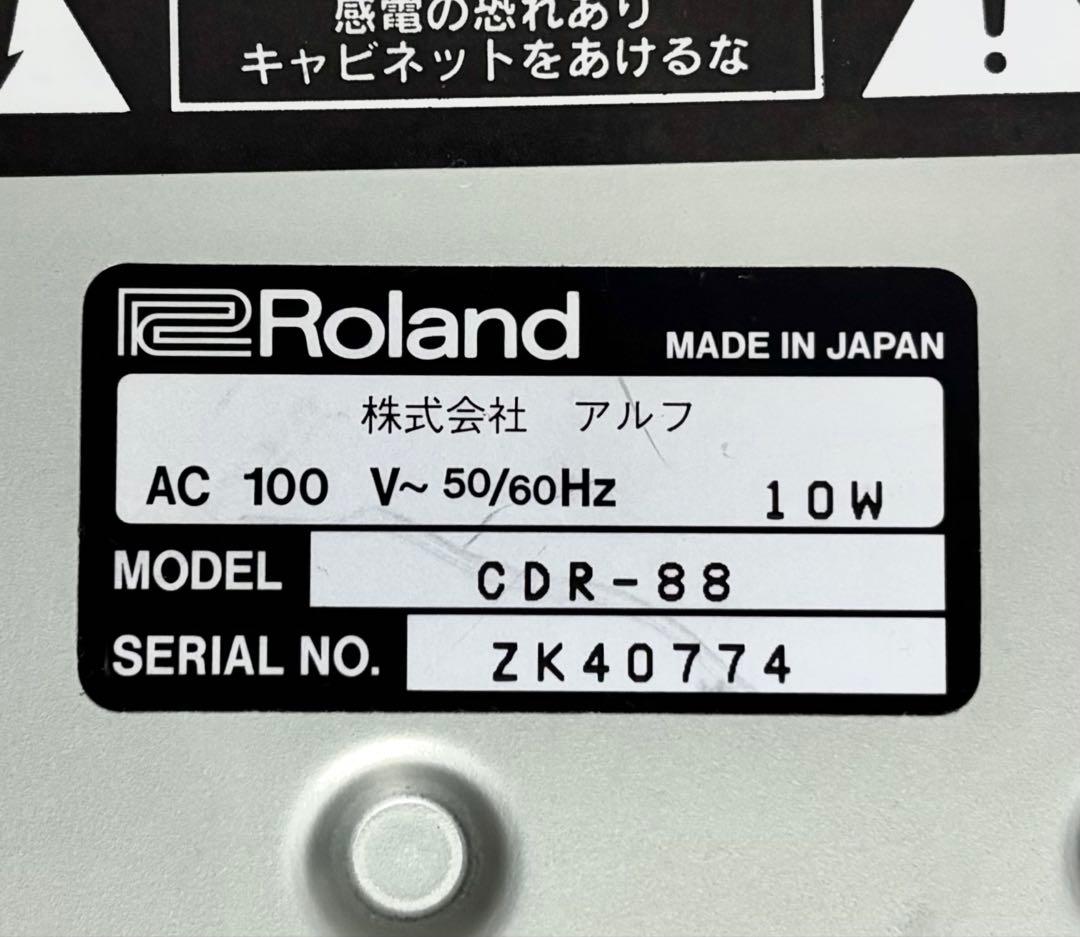 感電の恐れあり
キャビネットをあけるな
Roland MADE IN JAPAN
株式会社 アルフ
AC 100 V~ 50/60Hz 10W
MODEL CDR-88
SERIAL NO. ZK40774